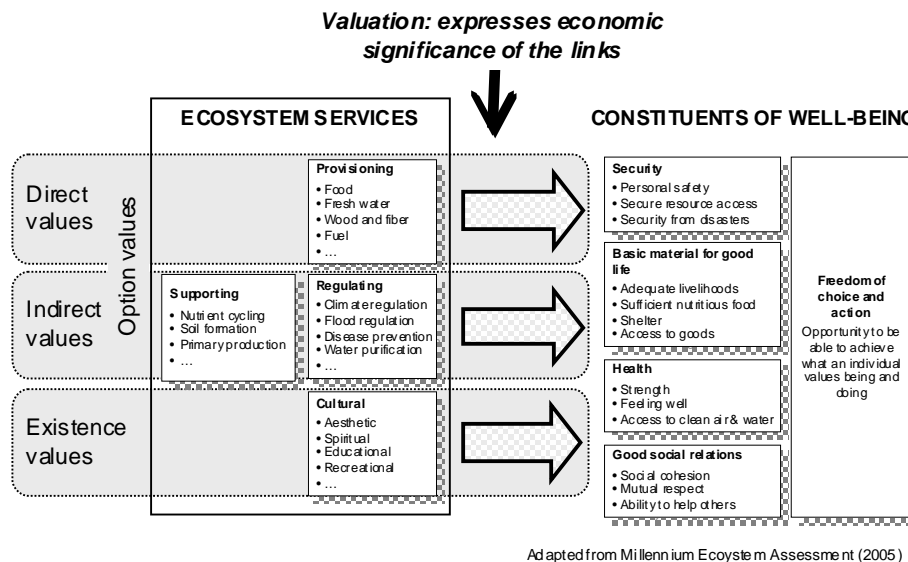 Valuation: expresses economic
significance of the links
ECOSYSTEM SERVICES
CONSTITUENTS OF WELL-BEING
Direct
values
Option values
Indirect
values
Existence
values
Provisioning
• Food
• Fresh water
• Wood and fiber
• Fuel
• …
Supporting
• Nutrient cycling
• Soil formation
• Primary production
• …
Regulating
• Climate regulation
• Flood regulation
• Disease prevention
• Water purification
• …
Cultural
• Aesthetic
• Spiritual
• Educational
• Recreational
• …
Security
• Personal safety
• Secure resource access
• Security from disasters
Basic material for good
life
• Adequate livelihoods
• Sufficient nutritious food
• Shelter
• Access to goods
Health
• Strength
• Feeling well
• Access to clean air & water
Good social relations
• Social cohesion
• Mutual respect
• Ability to help others
Freedom of
choice and
action
Opportunity to be
able to achieve
what an individual
values being and
doing
Adapted from Millennium Ecoystem Assessment (2005)